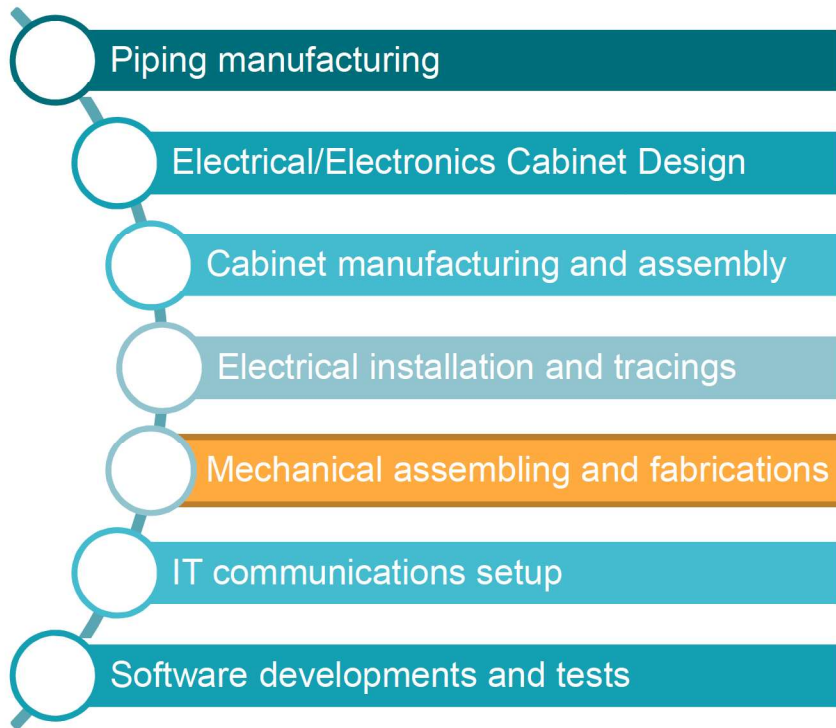 Piping manufacturing
Electrical/Electronics Cabinet Design
Cabinet manufacturing and assembly
Electrical installation and tracings
Mechanical assembling and fabrications
IT communications setup
Software developments and tests